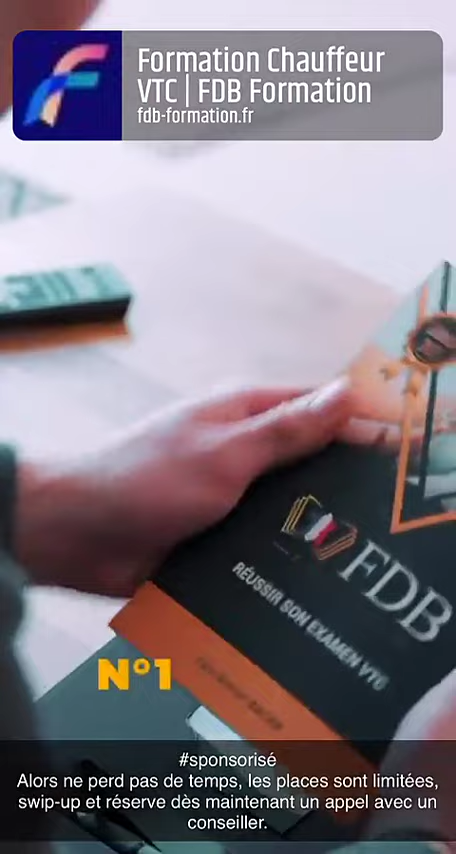 Formation Chauffeur
VTC | FDB Formation
fdb-formation.fr
FDB
RÉUSSIR SON EXAMEN VTC
N°1
#sponsorisé
Alors ne perd pas de temps, les places sont limitées,
swip-up et réserve dès maintenant un appel avec un
conseiller.